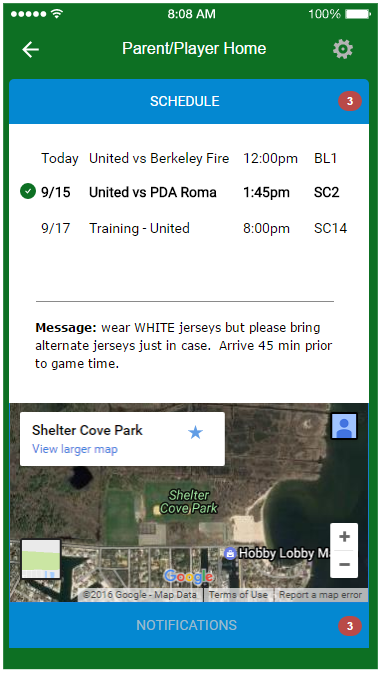 8:08 AM 100%
Parent/Player Home
SCHEDULE 3
Today United vs Berkeley Fire 12:00pm BL1
9/15 United vs PDA Roma 1:45pm SC2
9/17 Training - United 8:00pm SC14
Message: wear WHITE jerseys but please bring
alternate jerseys just in case. Arrive 45 min prior
to game time.
Shelter Cove Park
View larger map
Shelter
Cove Park
+
Hobby Lobby Ma
−
Google
©2016 Google - Map Data Terms of Use Report a map error
NOTIFICATIONS 3